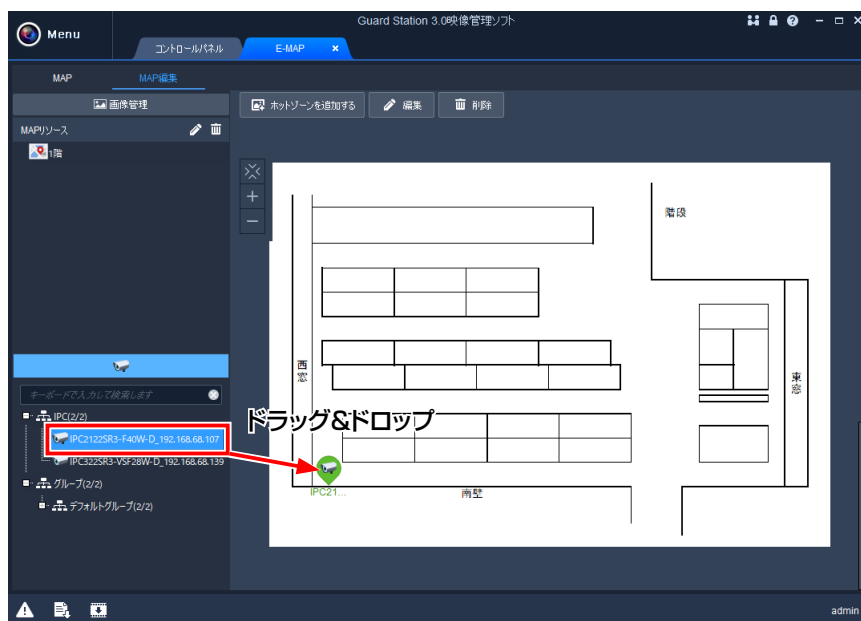 Guard Station 3.0映像管理ソフト
Menu
コントロールパネル
E-MAP
MAP
MAP編集
画像管理
ホットゾーンを追加する
編集
削除
MAPリソース
1階
階段
西窓
東窓
キーボードで入力して検索します
ドラッグ&ドロップ
IPC(2/2)
IPC2122SR3-F40W-D_192.168.68.107
IPC322SR3-VSF28W-D_192.168.68.139
グループ(2/2)
デフォルトグループ(2/2)
IPC21...
南壁
admin